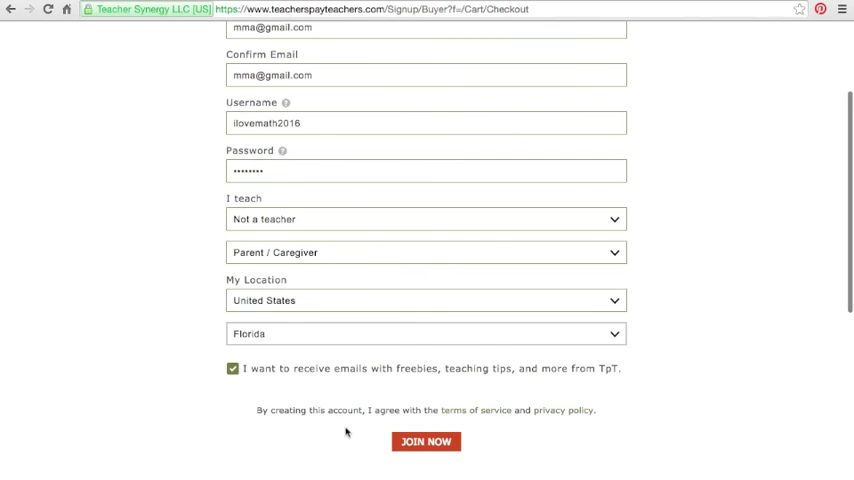 Teacher Synergy LLC [US] https://www.teacherspayteachers.com/Signup/Buyer?f=/Cart/Checkout
mma@gmail.com
Confirm Email
mma@gmail.com
Username ?
ilovemath2016
Password ?
••••••••
I teach
Not a teacher
Parent / Caregiver
My Location
United States
Florida
I want to receive emails with freebies, teaching tips, and more from TpT.
By creating this account, I agree with the terms of service and privacy policy.
JOIN NOW